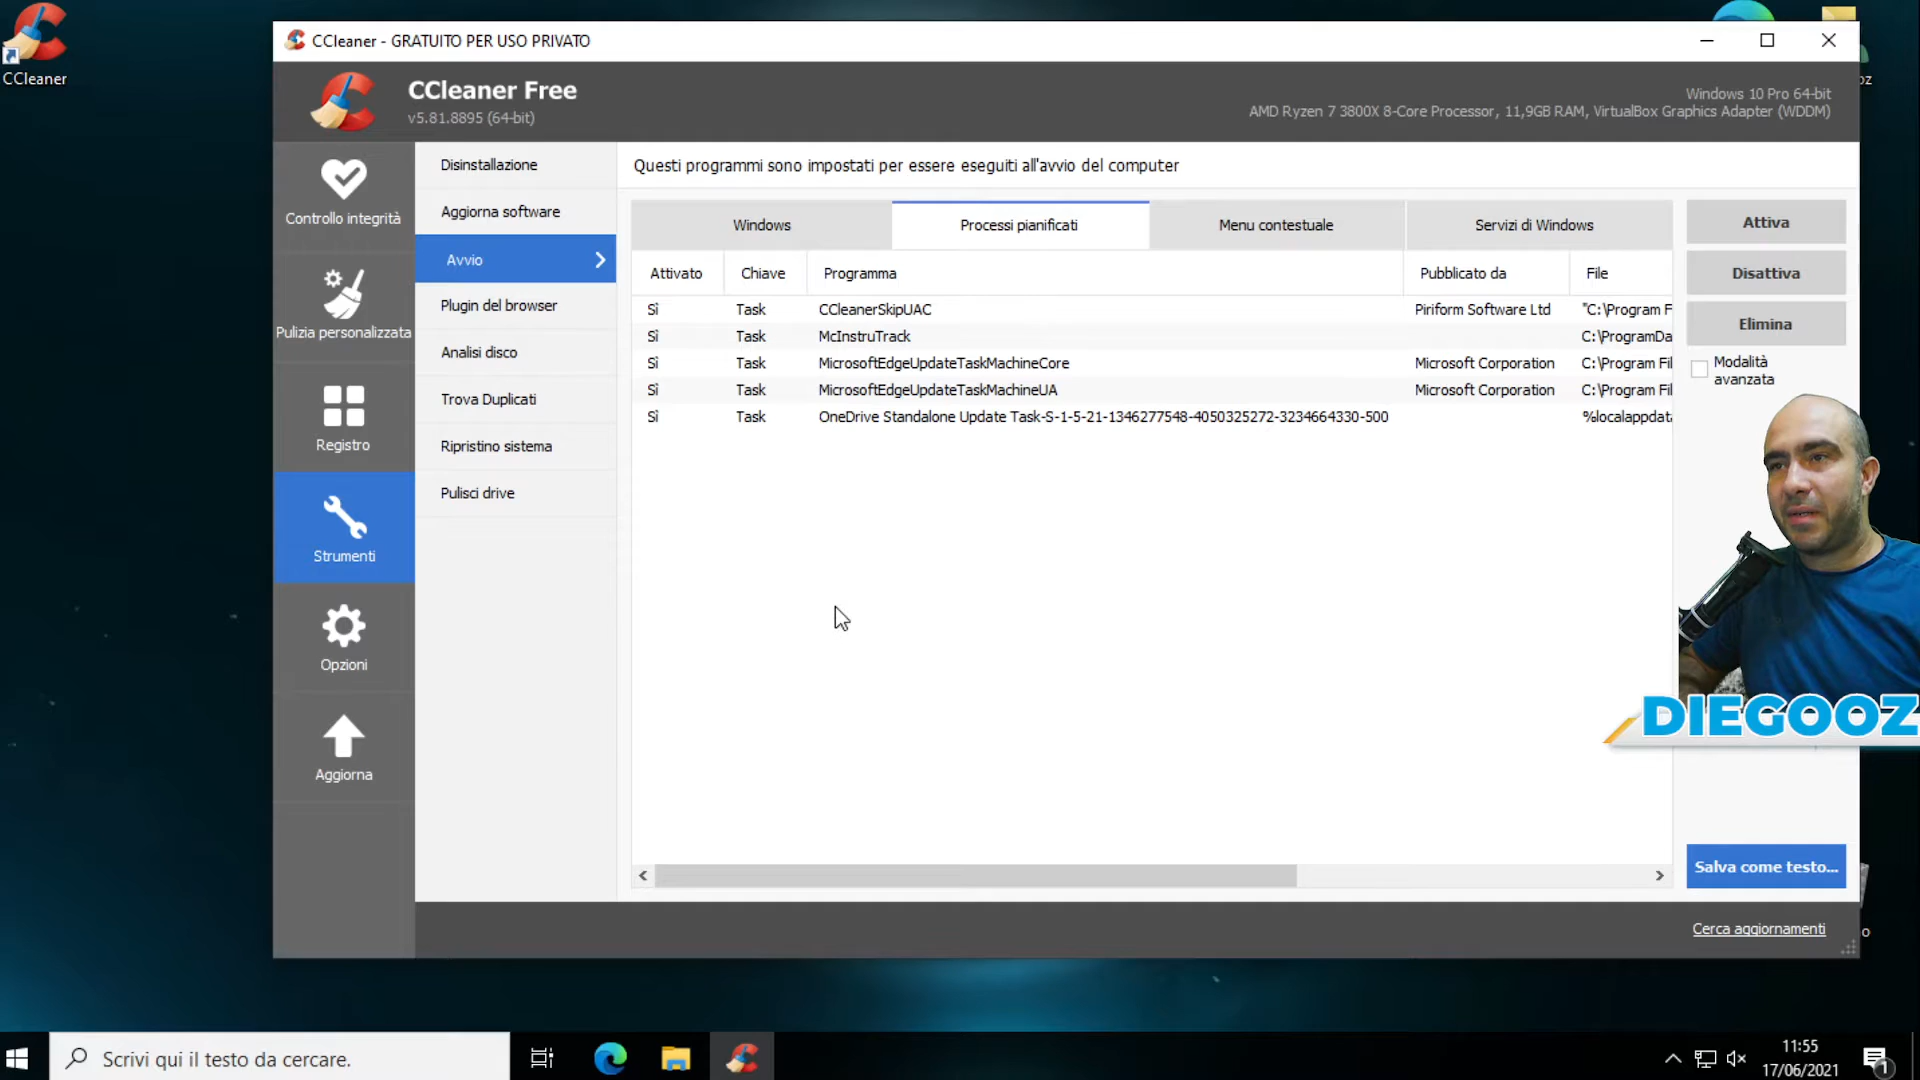 CCleaner
CCleaner - GRATUITO PER USO PRIVATO
CCleaner Free
v5.81.8895 (64-bit)
Windows 10 Pro 64-bit
AMD Ryzen 7 3800X 8-Core Processor, 11,9GB RAM, VirtualBox Graphics Adapter (WDDM)
oz
Controllo integrità
Pulizia personalizzata
Registro
Strumenti
Opzioni
Aggiorna
Disinstallazione
Aggiorna software
Avvio
Plugin del browser
Analisi disco
Trova Duplicati
Ripristino sistema
Pulisci drive
Questi programmi sono impostati per essere eseguiti all'avvio del computer
Windows Processi pianificati Menu contestuale Servizi di Windows
Attivato Chiave Programma Pubblicato da File
Sì Task CCleanerSkipUAC Piriform Software Ltd "C:\Program F
Sì Task McInstruTrack C:\ProgramDa
Sì Task MicrosoftEdgeUpdateTaskMachineCore Microsoft Corporation C:\Program Fil
Sì Task MicrosoftEdgeUpdateTaskMachineUA Microsoft Corporation C:\Program Fil
Sì Task OneDrive Standalone Update Task-S-1-5-21-1346277548-4050325272-3234664330-500 %localappdata
Attiva
Disattiva
Elimina
Modalità
avanzata
DIEGOOZ
Salva come testo...
Cerca aggiornamenti
o
Scrivi qui il testo da cercare.
11:55
17/06/2021
1